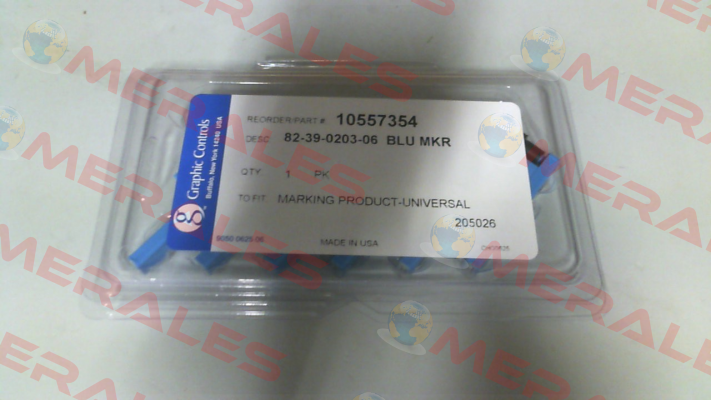 Graphic Controls
Buffalo, New York 14240 USA
REORDER/PART #: 10557354
DESC 82-39-0203-06 BLU MKR
QTY. 1 PK
TO FIT: MARKING PRODUCT-UNIVERSAL
205026
MADE IN USA
MERALES
MERALES
MERALES
MERALES
MERALES